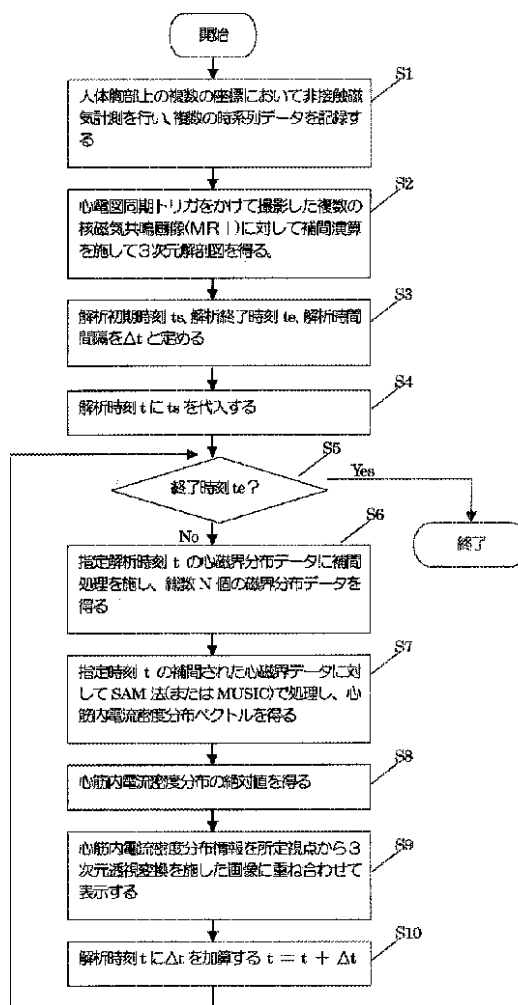 開始
S1
人体胸部上の複数の座標において非接触磁
気計測を行い、複数の時系列データを記録す
る
S2
心電図同期トリガをかけて撮影した複数の
核磁気共鳴画像(MRI)に対して補間演算
を施して3次元解剖図を得る。
S3
解析初期時刻 ts、解析終了時刻 te、解析時間
間隔をΔt と定める
S4
解析時刻 t に ts を代入する
S5
終了時刻 te？
Yes
終了
No
S6
指定解析時刻 t の心磁界分布データに補間
処理を施し、総数 N 個の磁界分布データを
得る
S7
指定時刻 t の補間された心磁界データに対
して SAM 法(または MUSIC)で処理し、心
筋内電流密度分布ベクトルを得る
S8
心筋内電流密度分布の絶対値を得る
S9
心筋内電流密度分布情報を所定視点から3
次元透視変換を施した画像に重ね合わせて
表示する
S10
解析時刻 t にΔt を加算する t = t + Δt